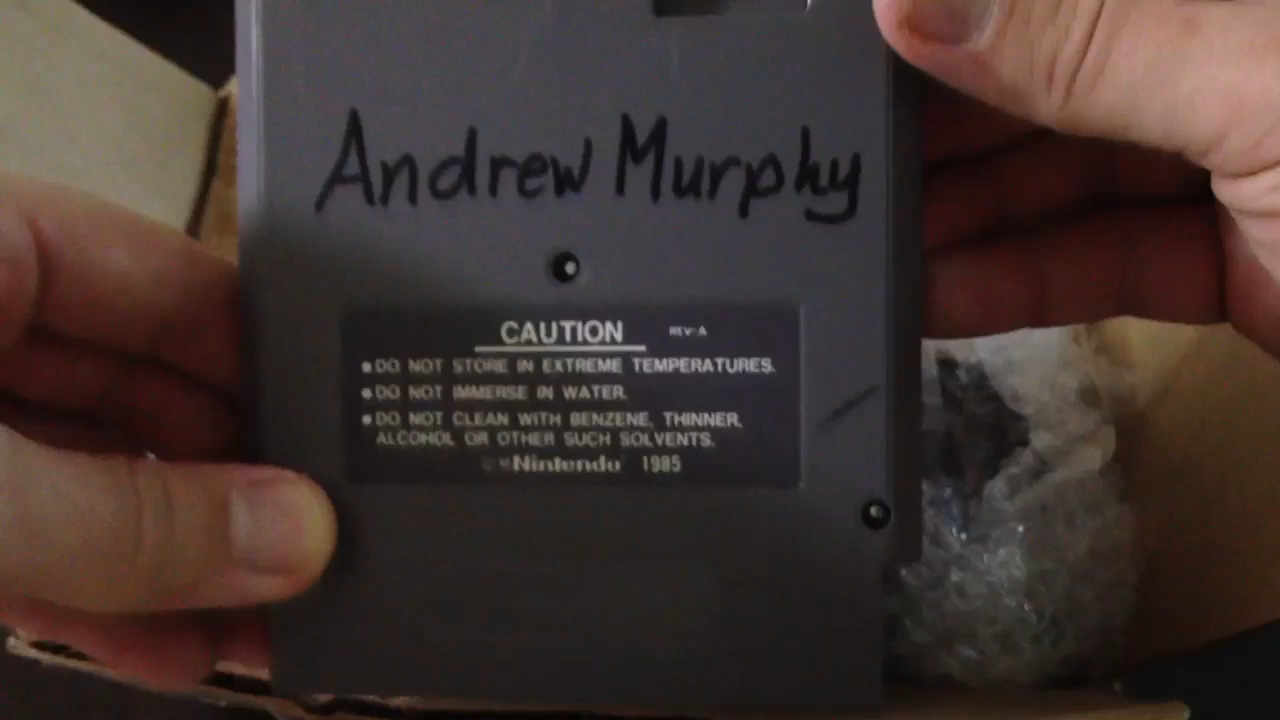 Andrew Murphy
CAUTION REV-A
•DO NOT STORE IN EXTREME TEMPERATURES.
•DO NOT IMMERSE IN WATER.
•DO NOT CLEAN WITH BENZENE, THINNER,
ALCOHOL OR OTHER SUCH SOLVENTS.
Nintendo 1985